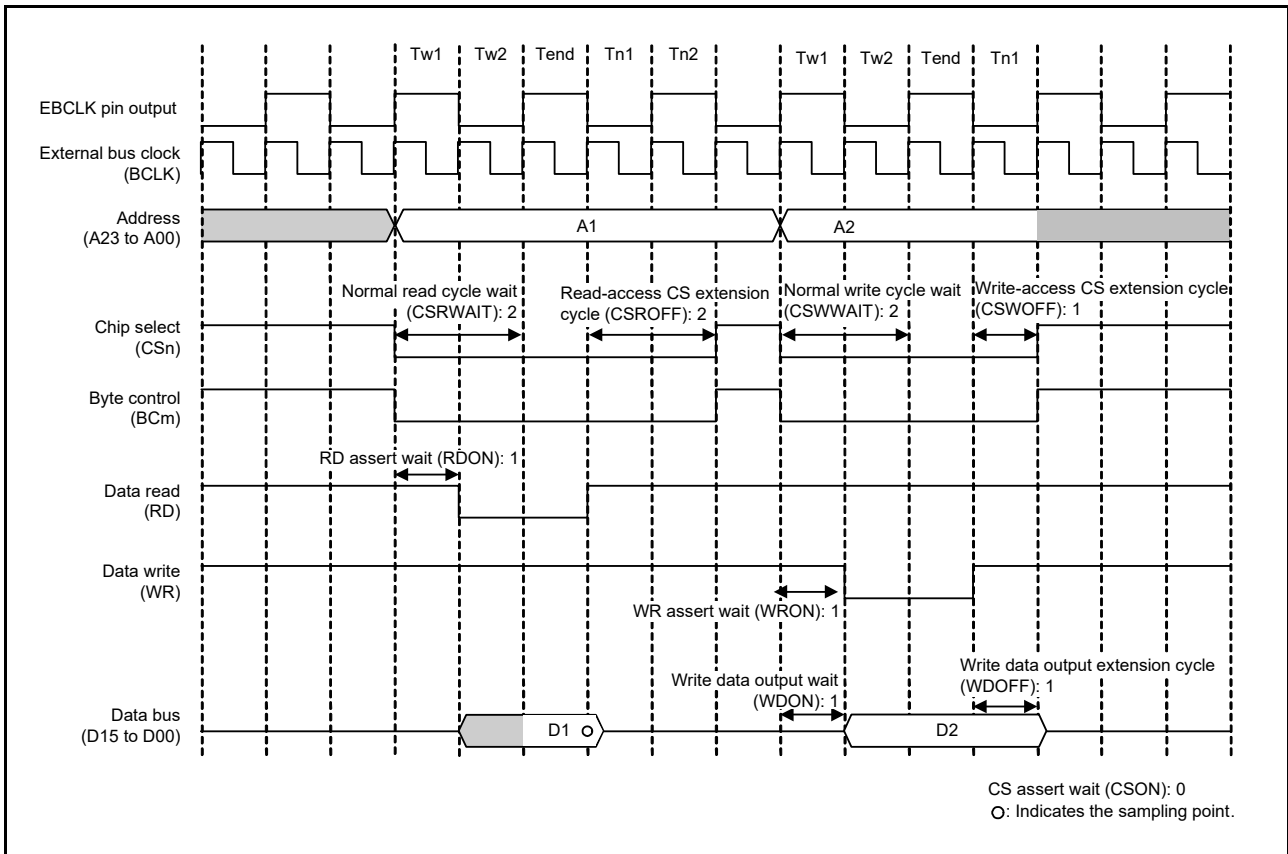 Tw1 Tw2 Tend Tn1 Tn2 Tw1 Tw2 Tend Tn1
EBCLK pin output
External bus clock
(BCLK)
Address
(A23 to A00)
A1 A2
Normal read cycle wait
(CSRWAIT): 2
Read-access CS extension
cycle (CSROFF): 2
Normal write cycle wait
(CSWWAIT): 2
Write-access CS extension cycle
(CSWOFF): 1
Chip select
(CSn)
Byte control
(BCm)
RD assert wait (RDON): 1
Data read
(RD)
Data write
(WR)
WR assert wait (WRON): 1
Write data output wait
(WDON): 1
Write data output extension cycle
(WDOFF): 1
Data bus
(D15 to D00)
D1 D2
CS assert wait (CSON): 0
O: Indicates the sampling point.